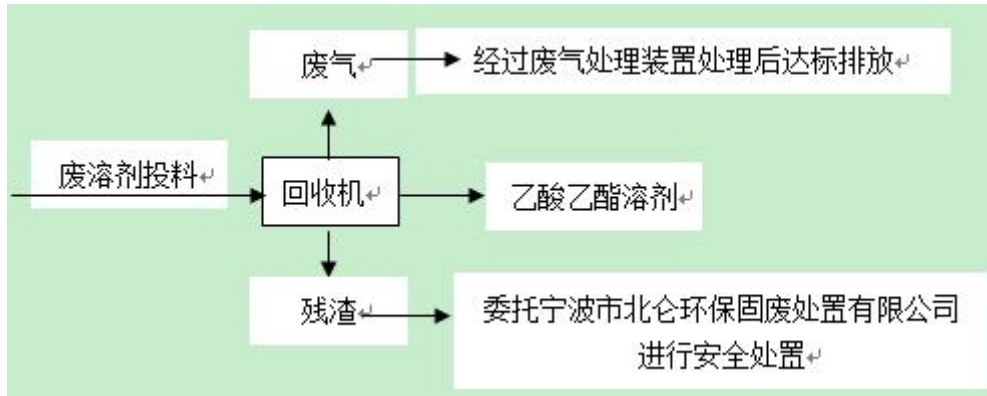 废气
经过废气处理装置处理后达标排放
废溶剂投料
回收机
乙酸乙酯溶剂
残渣
委托宁波市北仑环保固废处置有限公司
进行安全处置